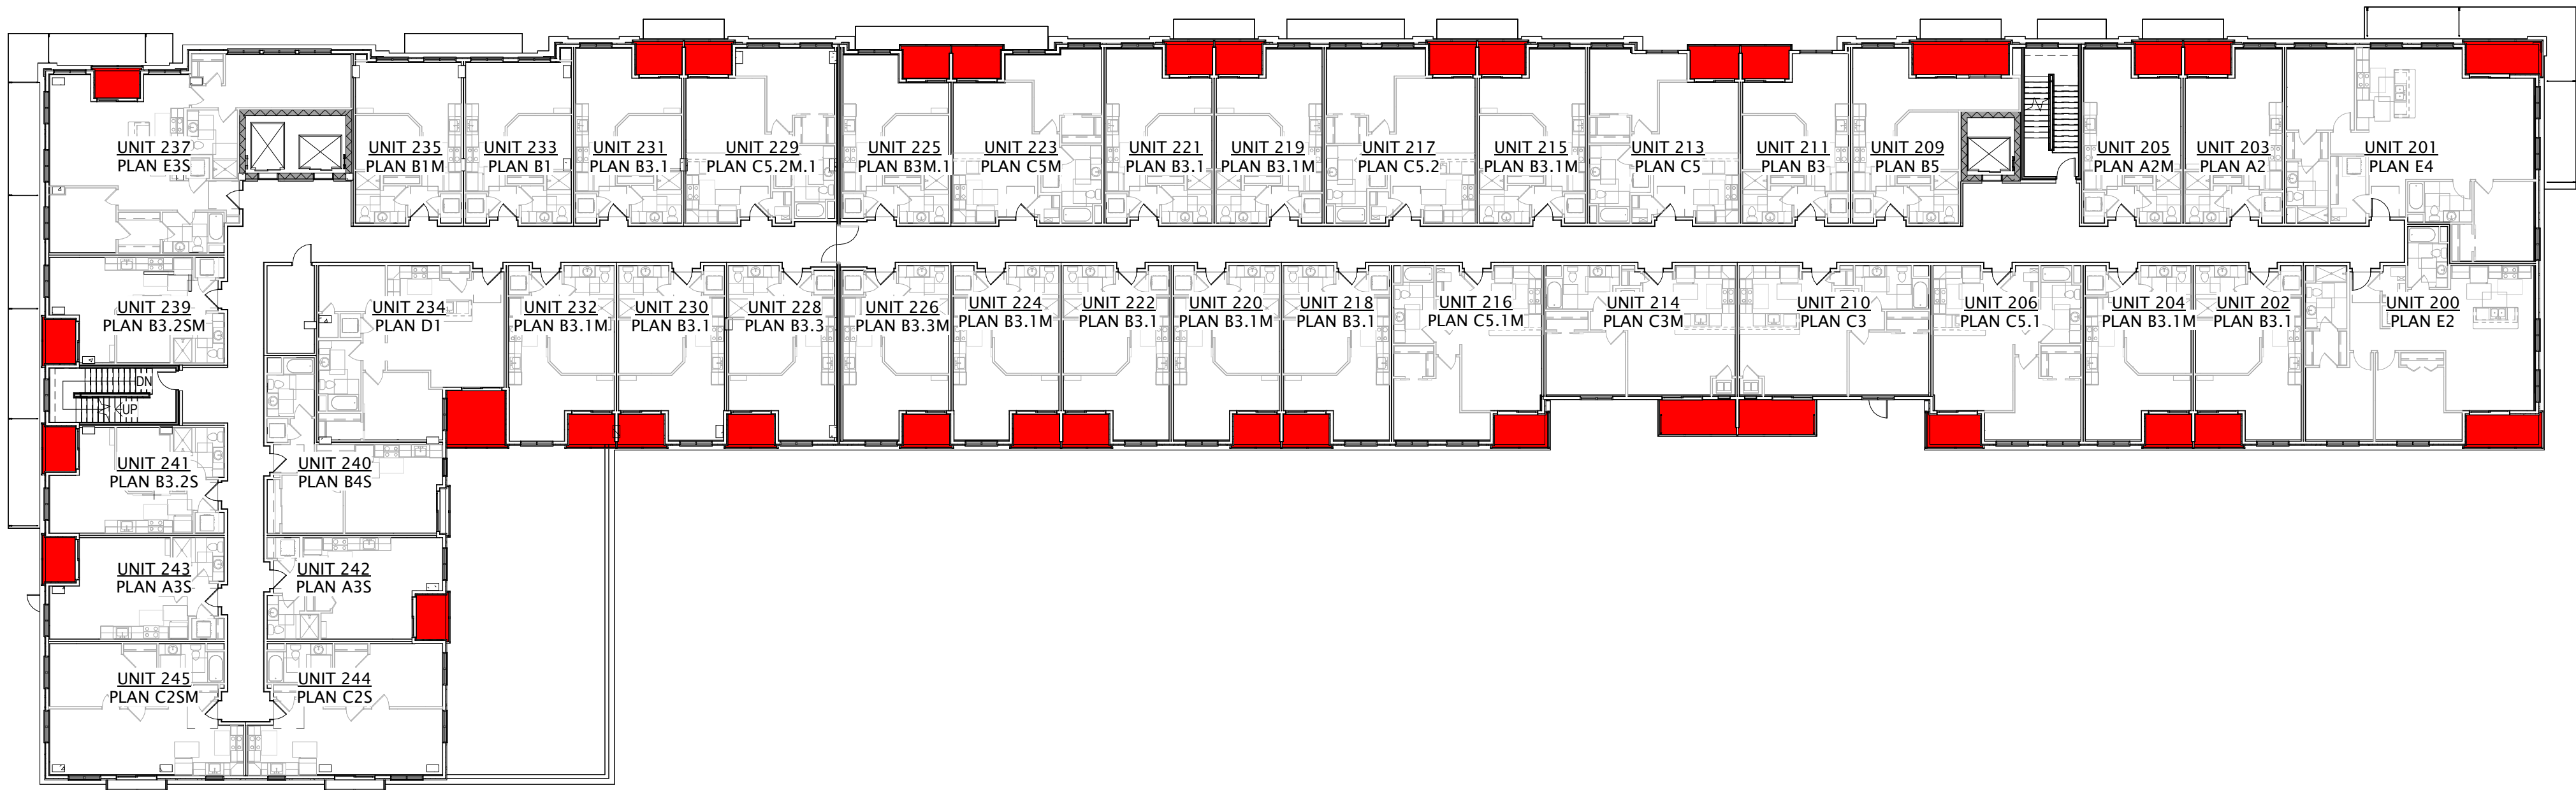 UNIT 237
PLAN E3S
UNIT 235
PLAN B1M
UNIT 233
PLAN B1
UNIT 231
PLAN B3.1
UNIT 229
PLAN C5.2M.1
UNIT 225
PLAN B3M.1
UNIT 223
PLAN C5M
UNIT 221
PLAN B3.1
UNIT 219
PLAN B3.1M
UNIT 217
PLAN C5.2
UNIT 215
PLAN B3.1M
UNIT 213
PLAN C5
UNIT 211
PLAN B3
UNIT 209
PLAN B5
UNIT 205
PLAN A2M
UNIT 203
PLAN A2
UNIT 201
PLAN E4
UNIT 239
PLAN B3.2SM
UNIT 234
PLAN D1
UNIT 232
PLAN B3.1M
UNIT 230
PLAN B3.1
UNIT 228
PLAN B3.3
UNIT 226
PLAN B3.3M
UNIT 224
PLAN B3.1M
UNIT 222
PLAN B3.1
UNIT 220
PLAN B3.1M
UNIT 218
PLAN B3.1
UNIT 216
PLAN C5.1M
UNIT 214
PLAN C3M
UNIT 210
PLAN C3
UNIT 206
PLAN C5.1
UNIT 204
PLAN B3.1M
UNIT 202
PLAN B3.1
UNIT 200
PLAN E2
DN
UP
UNIT 241
PLAN B3.2S
UNIT 240
PLAN B4S
UNIT 243
PLAN A3S
UNIT 242
PLAN A3S
UNIT 245
PLAN C2SM
UNIT 244
PLAN C2S